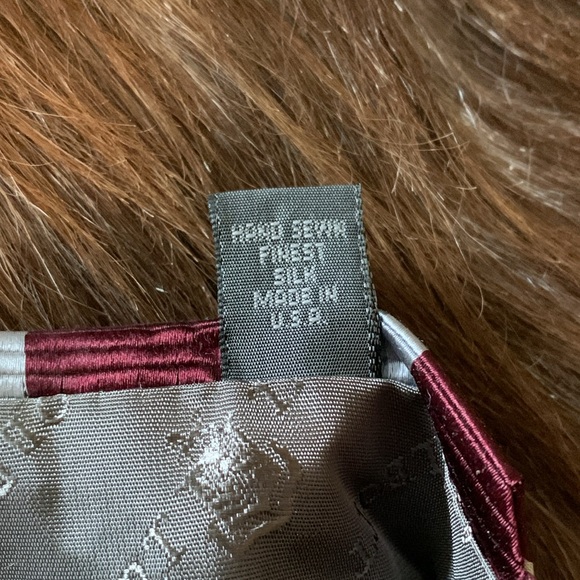 HAND SEWN
FINEST
SILK
MADE IN
U.S.A.